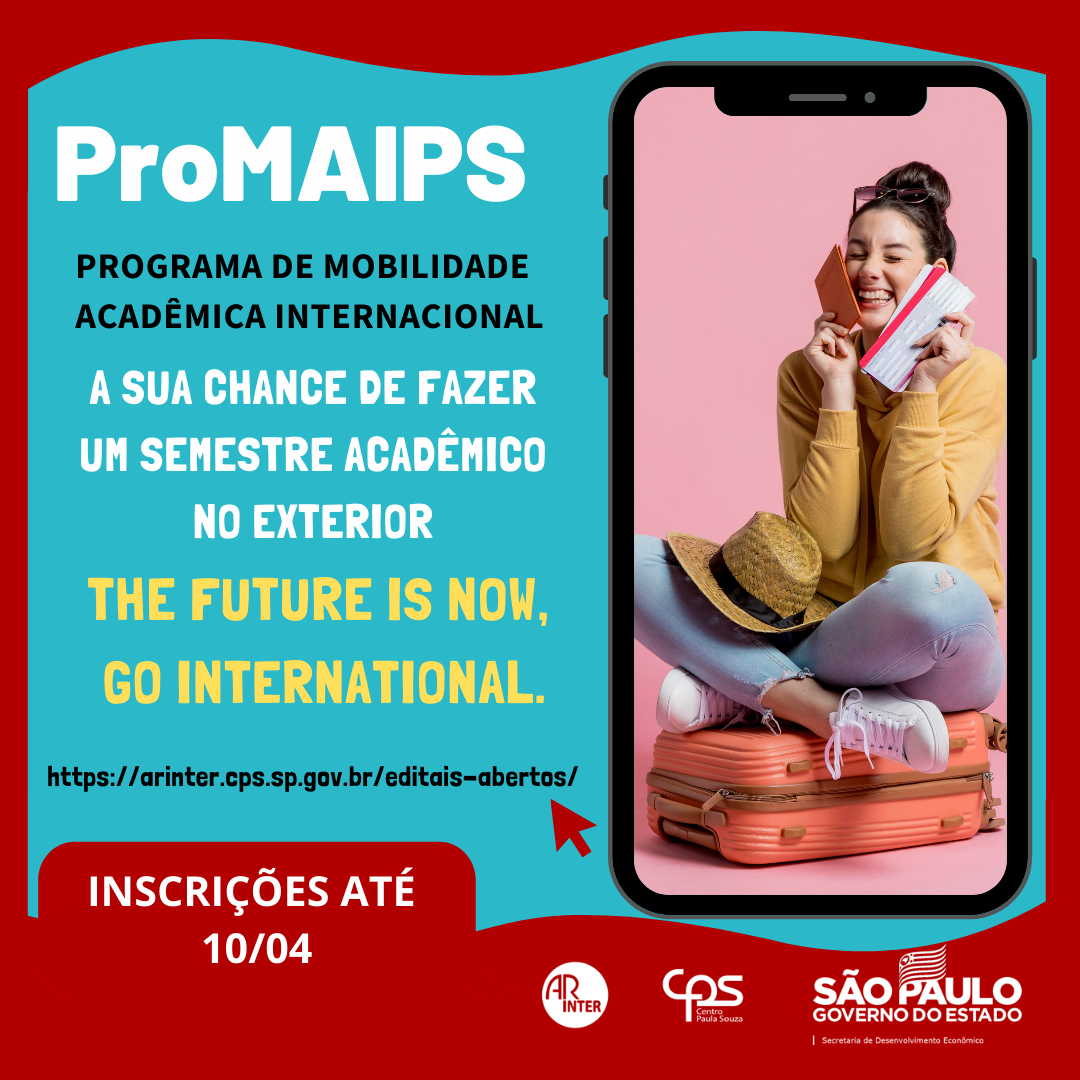 ProMAIPS
PROGRAMA DE MOBILIDADE
ACADÊMICA INTERNACIONAL
A SUA CHANCE DE FAZER
UM SEMESTRE ACADÊMICO
NO EXTERIOR
THE FUTURE IS NOW,
GO INTERNATIONAL.
https://arinter.cps.sp.gov.br/editais-abertos/
INSCRIÇÕES ATÉ
10/04
AR
INTER
CPS
Centro
Paula Souza
SÃO PAULO
GOVERNO DO ESTADO
Secretaria de Desenvolvimento Econômico